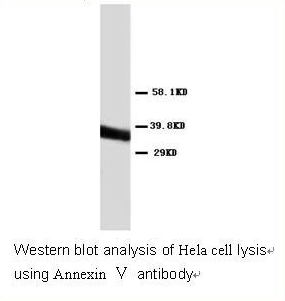 58.1KD
39.8KD
29KD
Western blot analysis of Hela cell lysis↵
using Annexin Ⅴ antibody↵